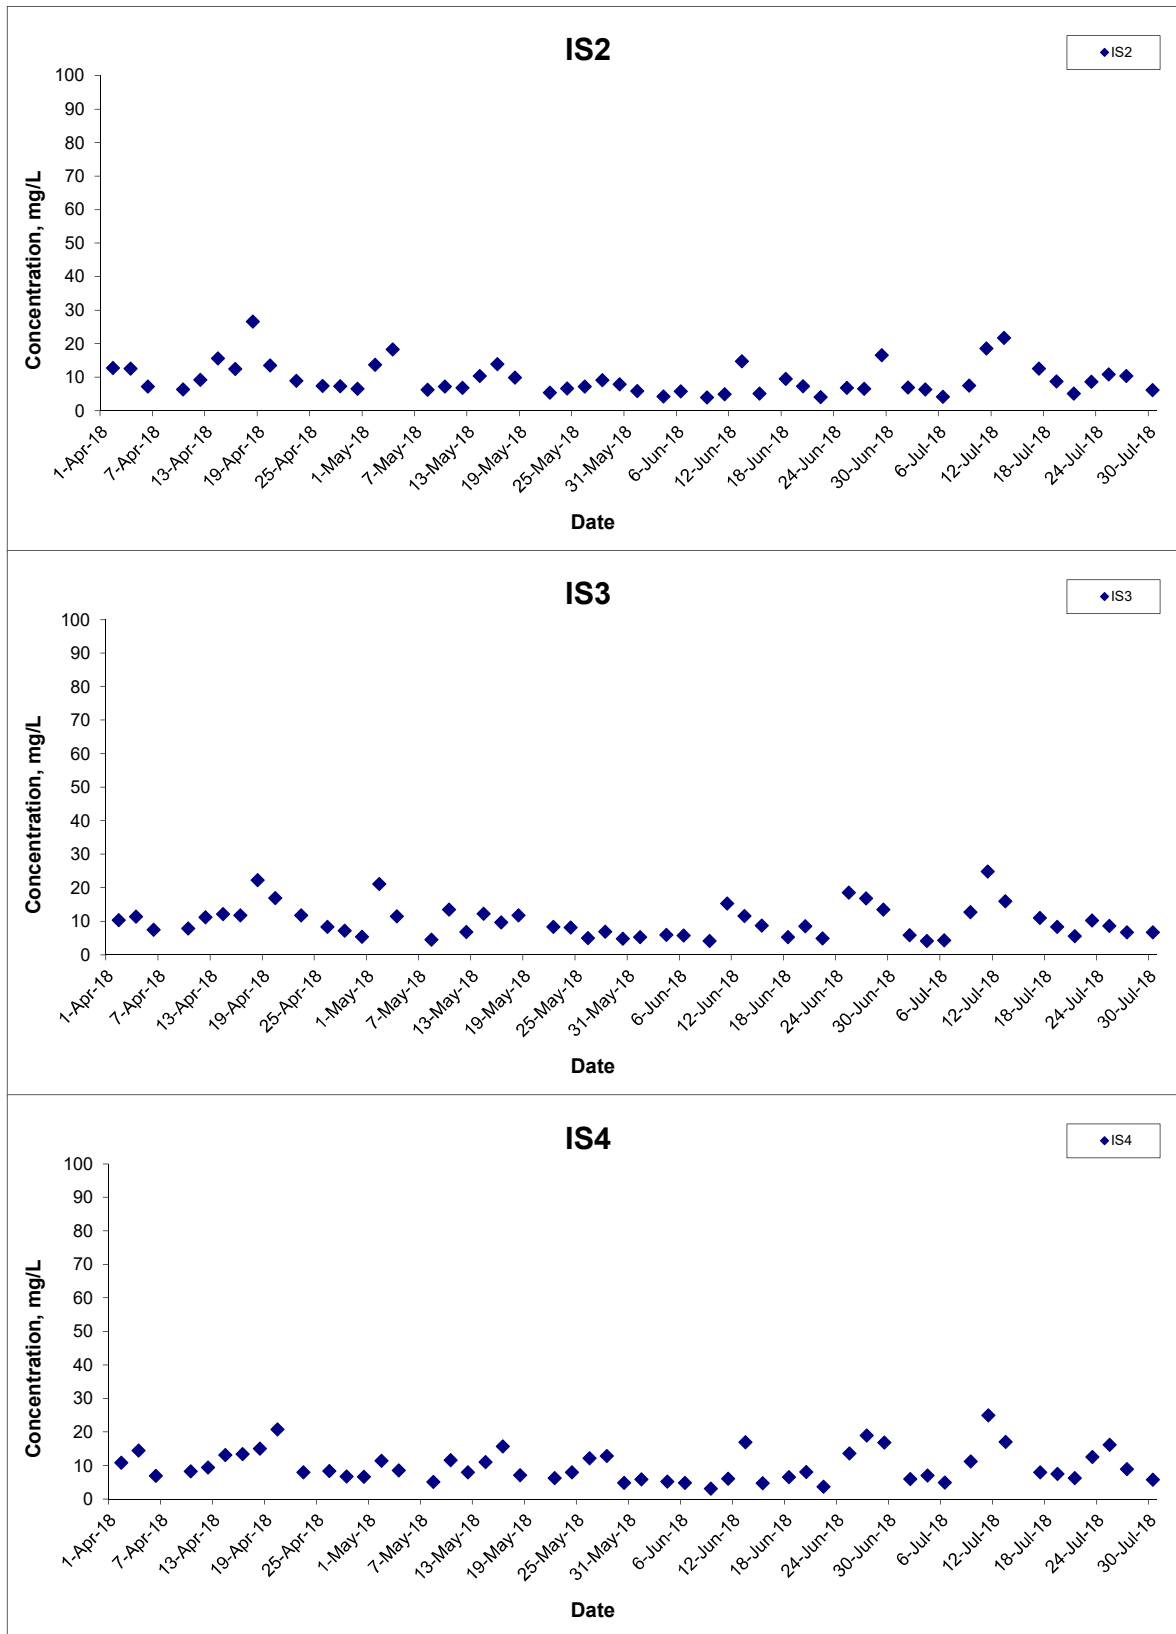 IS2
IS2
100
90
80
70
60
50
40
30
20
10
0
Concentration, mg/L
1-Apr-18
7-Apr-18
13-Apr-18
19-Apr-18
25-Apr-18
1-May-18
7-May-18
13-May-18
19-May-18
25-May-18
31-May-18
6-Jun-18
12-Jun-18
18-Jun-18
24-Jun-18
30-Jun-18
6-Jul-18
12-Jul-18
18-Jul-18
24-Jul-18
30-Jul-18
Date
IS3
IS3
100
90
80
70
60
50
40
30
20
10
0
Concentration, mg/L
1-Apr-18
7-Apr-18
13-Apr-18
19-Apr-18
25-Apr-18
1-May-18
7-May-18
13-May-18
19-May-18
25-May-18
31-May-18
6-Jun-18
12-Jun-18
18-Jun-18
24-Jun-18
30-Jun-18
6-Jul-18
12-Jul-18
18-Jul-18
24-Jul-18
30-Jul-18
Date
IS4
IS4
100
90
80
70
60
50
40
30
20
10
0
Concentration, mg/L
1-Apr-18
7-Apr-18
13-Apr-18
19-Apr-18
25-Apr-18
1-May-18
7-May-18
13-May-18
19-May-18
25-May-18
31-May-18
6-Jun-18
12-Jun-18
18-Jun-18
24-Jun-18
30-Jun-18
6-Jul-18
12-Jul-18
18-Jul-18
24-Jul-18
30-Jul-18
Date